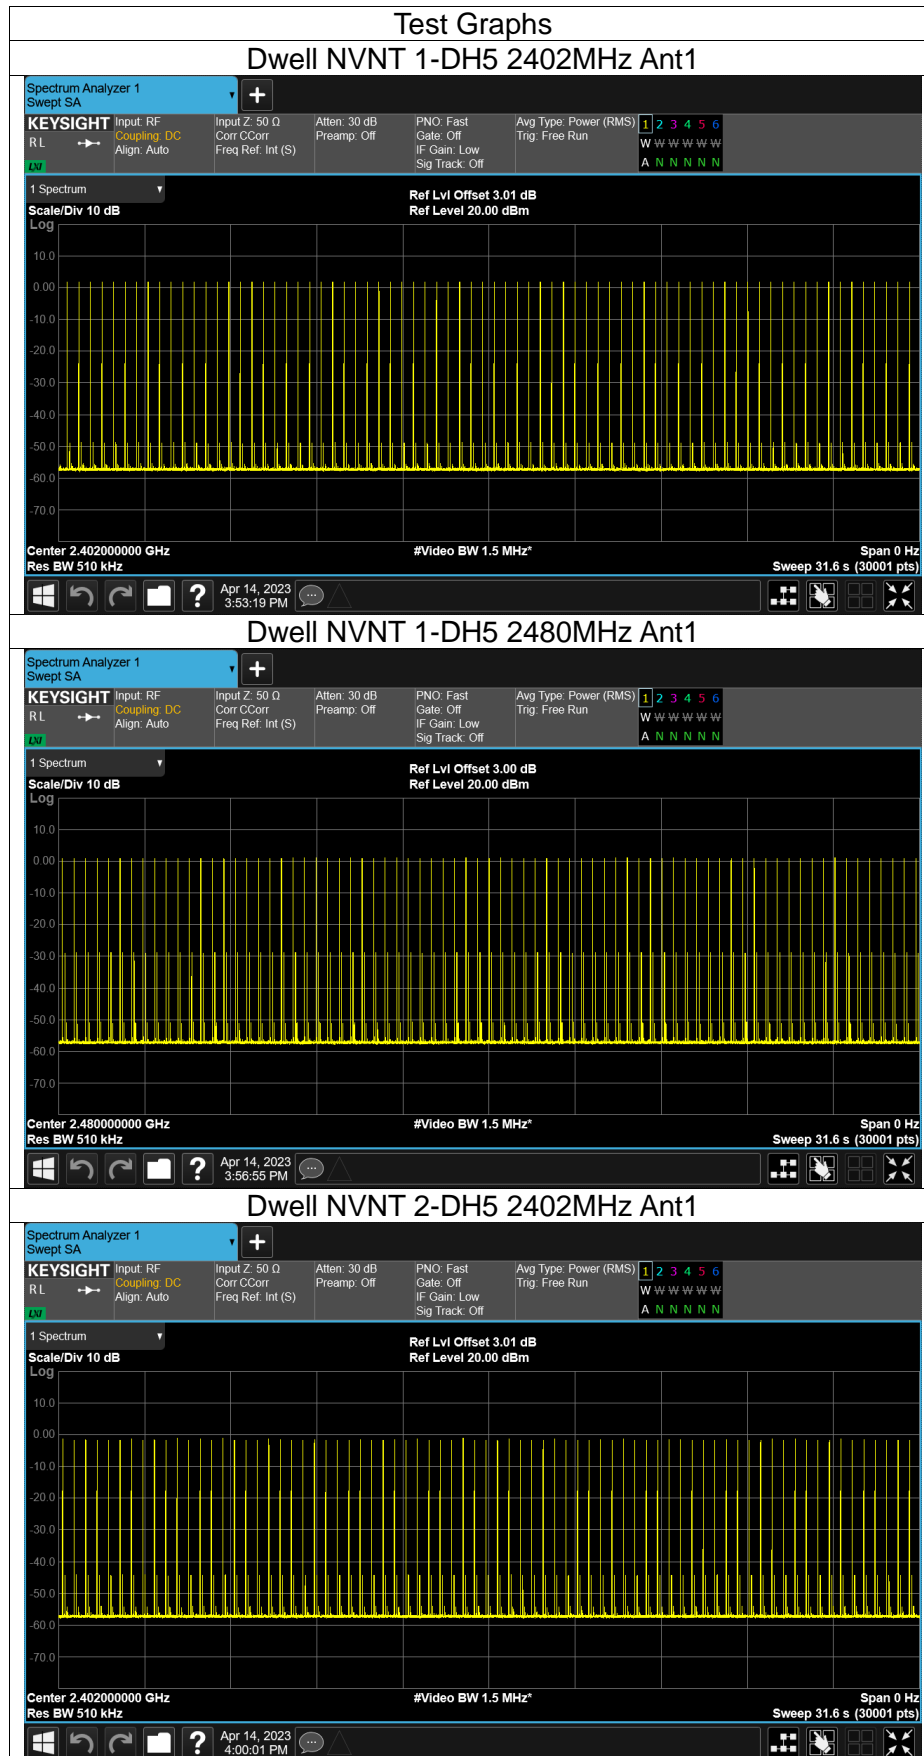 Test Graphs
Dwell NVNT 1-DH5 2402MHz Ant1
Spectrum Analyzer 1
Swept SA
KEYSIGHT Input: RF Input Z: 50 Ω Atten: 30 dB PNO: Fast Avg Type: Power (RMS) 1 2 3 4 5 6
R L Coupling: DC Corr CCorr Preamp: Off Gate: Off Trig: Free Run W W W W W W
Align: Auto Freq Ref: Int (S) IF Gain: Low
LXI Sig Track: Off A N N N N N
1 Spectrum
Ref Lvl Offset 3.01 dB
Scale/Div 10 dB Ref Level 20.00 dBm
Log
10.0
0.00
-10.0
-20.0
-30.0
-40.0
-50.0
-60.0
-70.0
Center 2.402000000 GHz #Video BW 1.5 MHz* Span 0 Hz
Res BW 510 kHz Sweep 31.6 s (30001 pts)
? Apr 14, 2023
3:53:19 PM
Dwell NVNT 1-DH5 2480MHz Ant1
Spectrum Analyzer 1
Swept SA
KEYSIGHT Input: RF Input Z: 50 Ω Atten: 30 dB PNO: Fast Avg Type: Power (RMS) 1 2 3 4 5 6
R L Coupling: DC Corr CCorr Preamp: Off Gate: Off Trig: Free Run W W W W W W
Align: Auto Freq Ref: Int (S) IF Gain: Low
LXI Sig Track: Off A N N N N N
1 Spectrum
Ref Lvl Offset 3.00 dB
Scale/Div 10 dB Ref Level 20.00 dBm
Log
10.0
0.00
-10.0
-20.0
-30.0
-40.0
-50.0
-60.0
-70.0
Center 2.480000000 GHz #Video BW 1.5 MHz* Span 0 Hz
Res BW 510 kHz Sweep 31.6 s (30001 pts)
? Apr 14, 2023
3:56:55 PM
Dwell NVNT 2-DH5 2402MHz Ant1
Spectrum Analyzer 1
Swept SA
KEYSIGHT Input: RF Input Z: 50 Ω Atten: 30 dB PNO: Fast Avg Type: Power (RMS) 1 2 3 4 5 6
R L Coupling: DC Corr CCorr Preamp: Off Gate: Off Trig: Free Run W W W W W W
Align: Auto Freq Ref: Int (S) IF Gain: Low
LXI Sig Track: Off A N N N N N
1 Spectrum
Ref Lvl Offset 3.01 dB
Scale/Div 10 dB Ref Level 20.00 dBm
Log
10.0
0.00
-10.0
-20.0
-30.0
-40.0
-50.0
-60.0
-70.0
Center 2.402000000 GHz #Video BW 1.5 MHz* Span 0 Hz
Res BW 510 kHz Sweep 31.6 s (30001 pts)
? Apr 14, 2023
4:00:01 PM